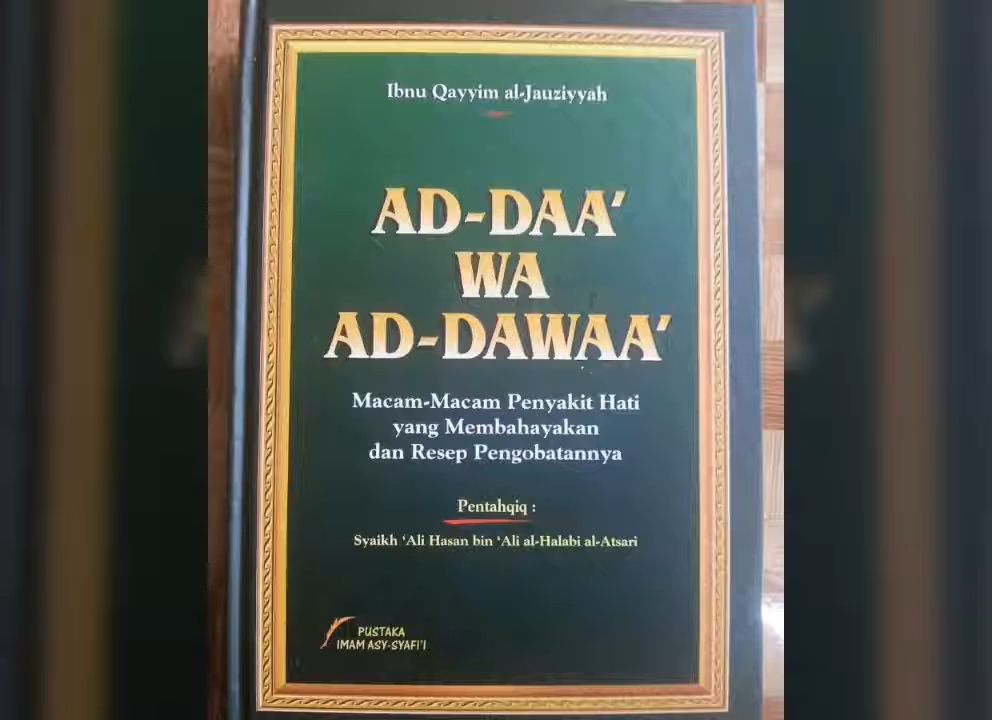 Ibnu Qayyim al-Jauziyyah
AD-DAA'
WA
AD-DAWAA'
Macam-Macam Penyakit Hati
yang Membahayakan
dan Resep Pengobatannya
Pentahqiq :
Syaikh 'Ali Hasan bin 'Ali al-Halabi al-Atsari
PUSTAKA
IMAM ASY-SYAFI'I